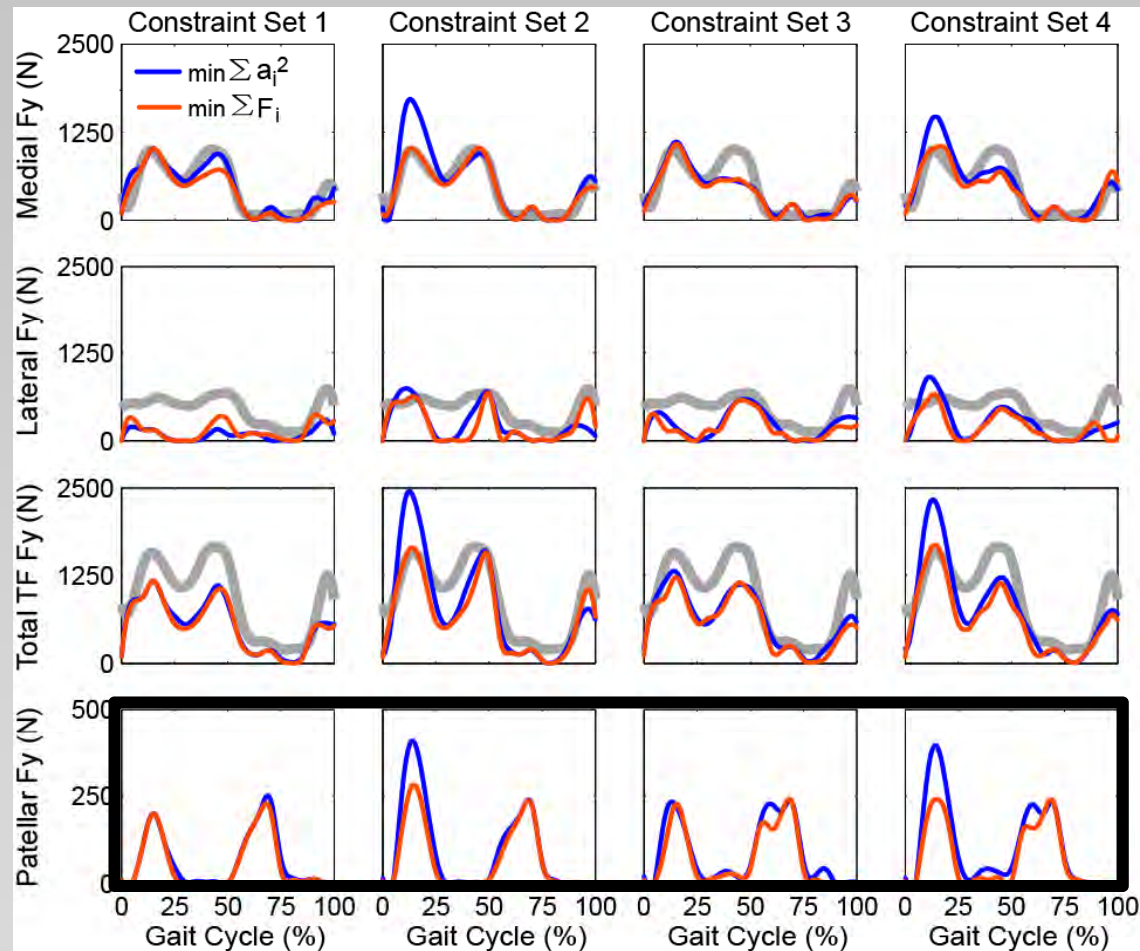 Constraint Set 1 Constraint Set 2 Constraint Set 3 Constraint Set 4
Medial Fy (N)
2500
1250
0
min ∑ aᵢ²
min ∑ Fᵢ
Lateral Fy (N)
2500
1250
0
Total TF Fy (N)
2500
1250
0
Patellar Fy (N)
500
250
0
0 25 50 75 100 0 25 50 75 100 0 25 50 75 100 0 25 50 75 100
Gait Cycle (%) Gait Cycle (%) Gait Cycle (%) Gait Cycle (%)